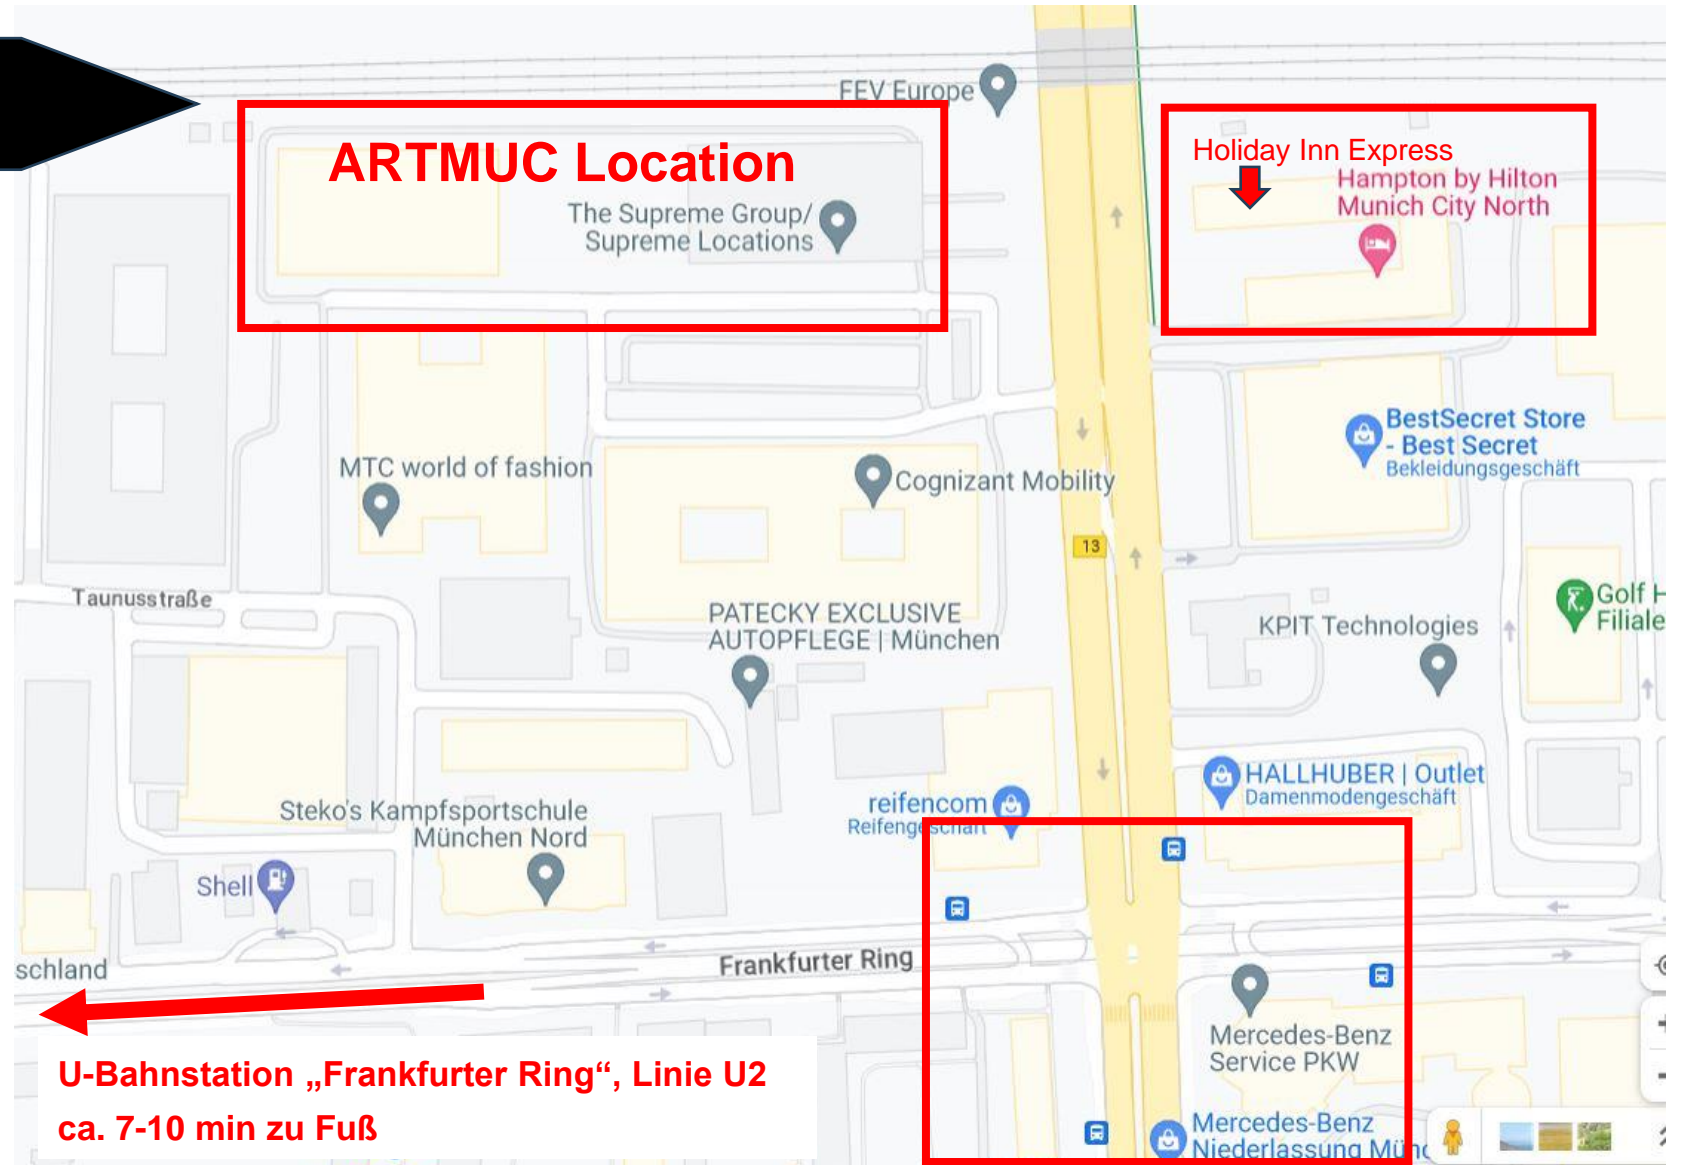 FEV Europe
ARTMUC Location
The Supreme Group/
Supreme Locations
Holiday Inn Express
Hampton by Hilton
Munich City North
BestSecret Store
- Best Secret
Bekleidungsgeschäft
MTC world of fashion
Cognizant Mobility
13
Taunusstraße
PATECKY EXCLUSIVE
AUTOPFLEGE | München
KPIT Technologies
Golf H
Filiale
HALLHUBER | Outlet
Damenmodengeschäft
reifencom
Reifengeschäft
Steko's Kampfsportschule
München Nord
Shell
schland
Frankfurter Ring
Mercedes-Benz
Service PKW
U-Bahnstation „Frankfurter Ring“, Linie U2
ca. 7-10 min zu Fuß
Mercedes-Benz
Niederlassung Münc